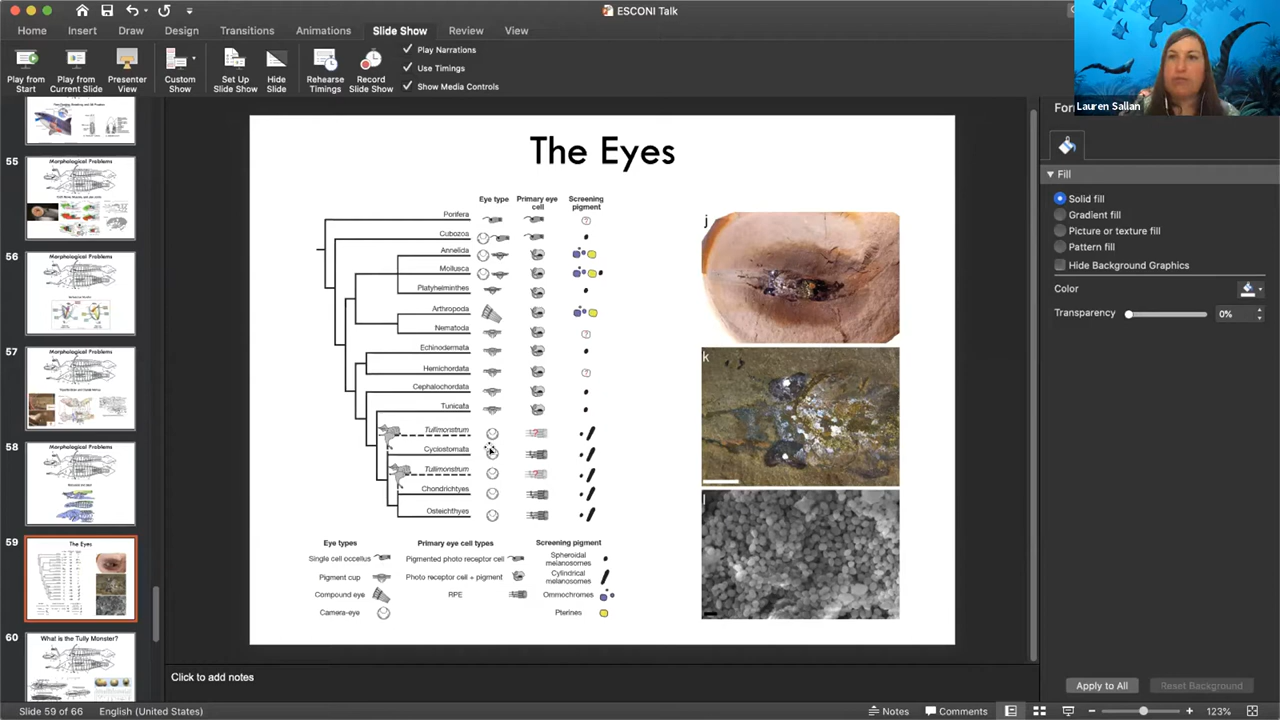 ESCONI Talk
Home Insert Draw Design Transitions Animations Slide Show Review View
Play from Start
Play from Current Slide
Presenter View
Custom Show
Set Up Slide Show
Hide Slide
Rehearse Timings
Record Slide Show
Play Narrations
Use Timings
Show Media Controls
Lauren Sallan
55
Morphological Problems
56
Morphological Problems
57
Morphological Problems
58
Morphological Problems
59
The Eyes
60
What is the Tully Monster?
The Eyes
Eye type Primary eye cell Screening pigment
Porifera
Cubozoa
Annelida
Mollusca
Platyhelminthes
Arthropoda
Nematoda
Echinodermata
Hemichordata
Cephalochordata
Tunicata
Tullimonstrum
Cyclostomata
Tullimonstrum
Chondrichtyes
Osteichthyes
Eye types
Single cell occellus
Pigment cup
Compound eye
Camera-eye
Primary eye cell types
Pigmented photo receptor cell
Photo receptor cell + pigment
RPE
Screening pigment
Spheroidal melanosomes
Cylindrical melanosomes
Ommochromes
Pterines
j
k
l
Click to add notes
Fill
Solid fill
Gradient fill
Picture or texture fill
Pattern fill
Hide Background Graphics
Color
Transparency 0%
Apply to All Reset Background
Slide 59 of 66 English (United States) Notes Comments 123%